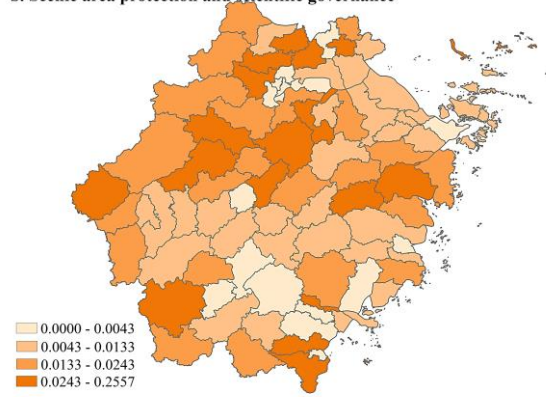 scenic area protection and scientific governance
0.0000 - 0.0043
0.0043 - 0.0133
0.0133 - 0.0243
0.0243 - 0.2557